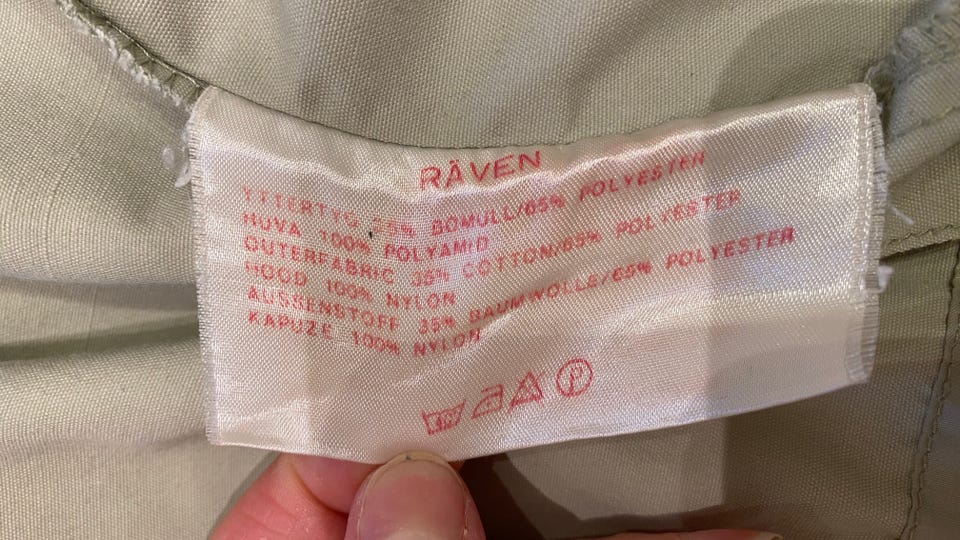 RÄVEN
YTTERTYG 35% BOMULL/65% POLYESTER
HUVA 100% POLYAMID
OUTERFABRIC 35% COTTON/65% POLYESTER
HOOD 100% NYLON
AUSSENSTOFF 35% BAUMWOLLE/65% POLYESTER
KAPUZE 100% NYLON
40 P